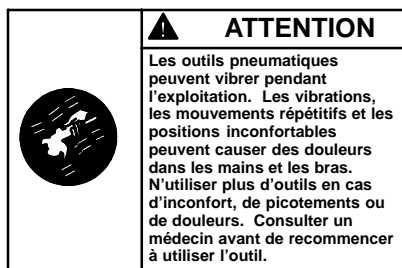 ATTENTION
Les outils pneumatiques
peuvent vibrer pendant
l'exploitation. Les vibrations,
les mouvements répétitifs et les
positions inconfortables
peuvent causer des douleurs
dans les mains et les bras.
N'utiliser plus d'outils en cas
d'inconfort, de picotements ou
de douleurs. Consulter un
médecin avant de recommencer
à utiliser l'outil.